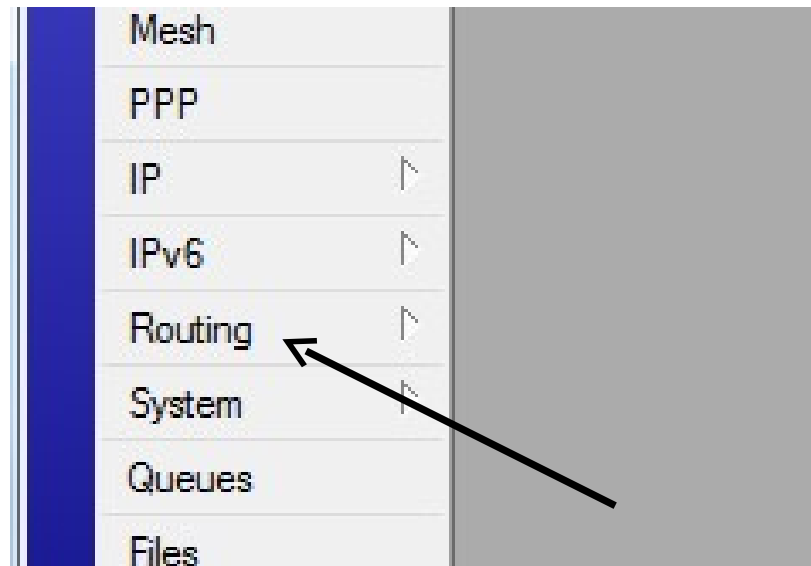 Mesh
PPP
IP
IPv6
Routing
System
Queues
Files